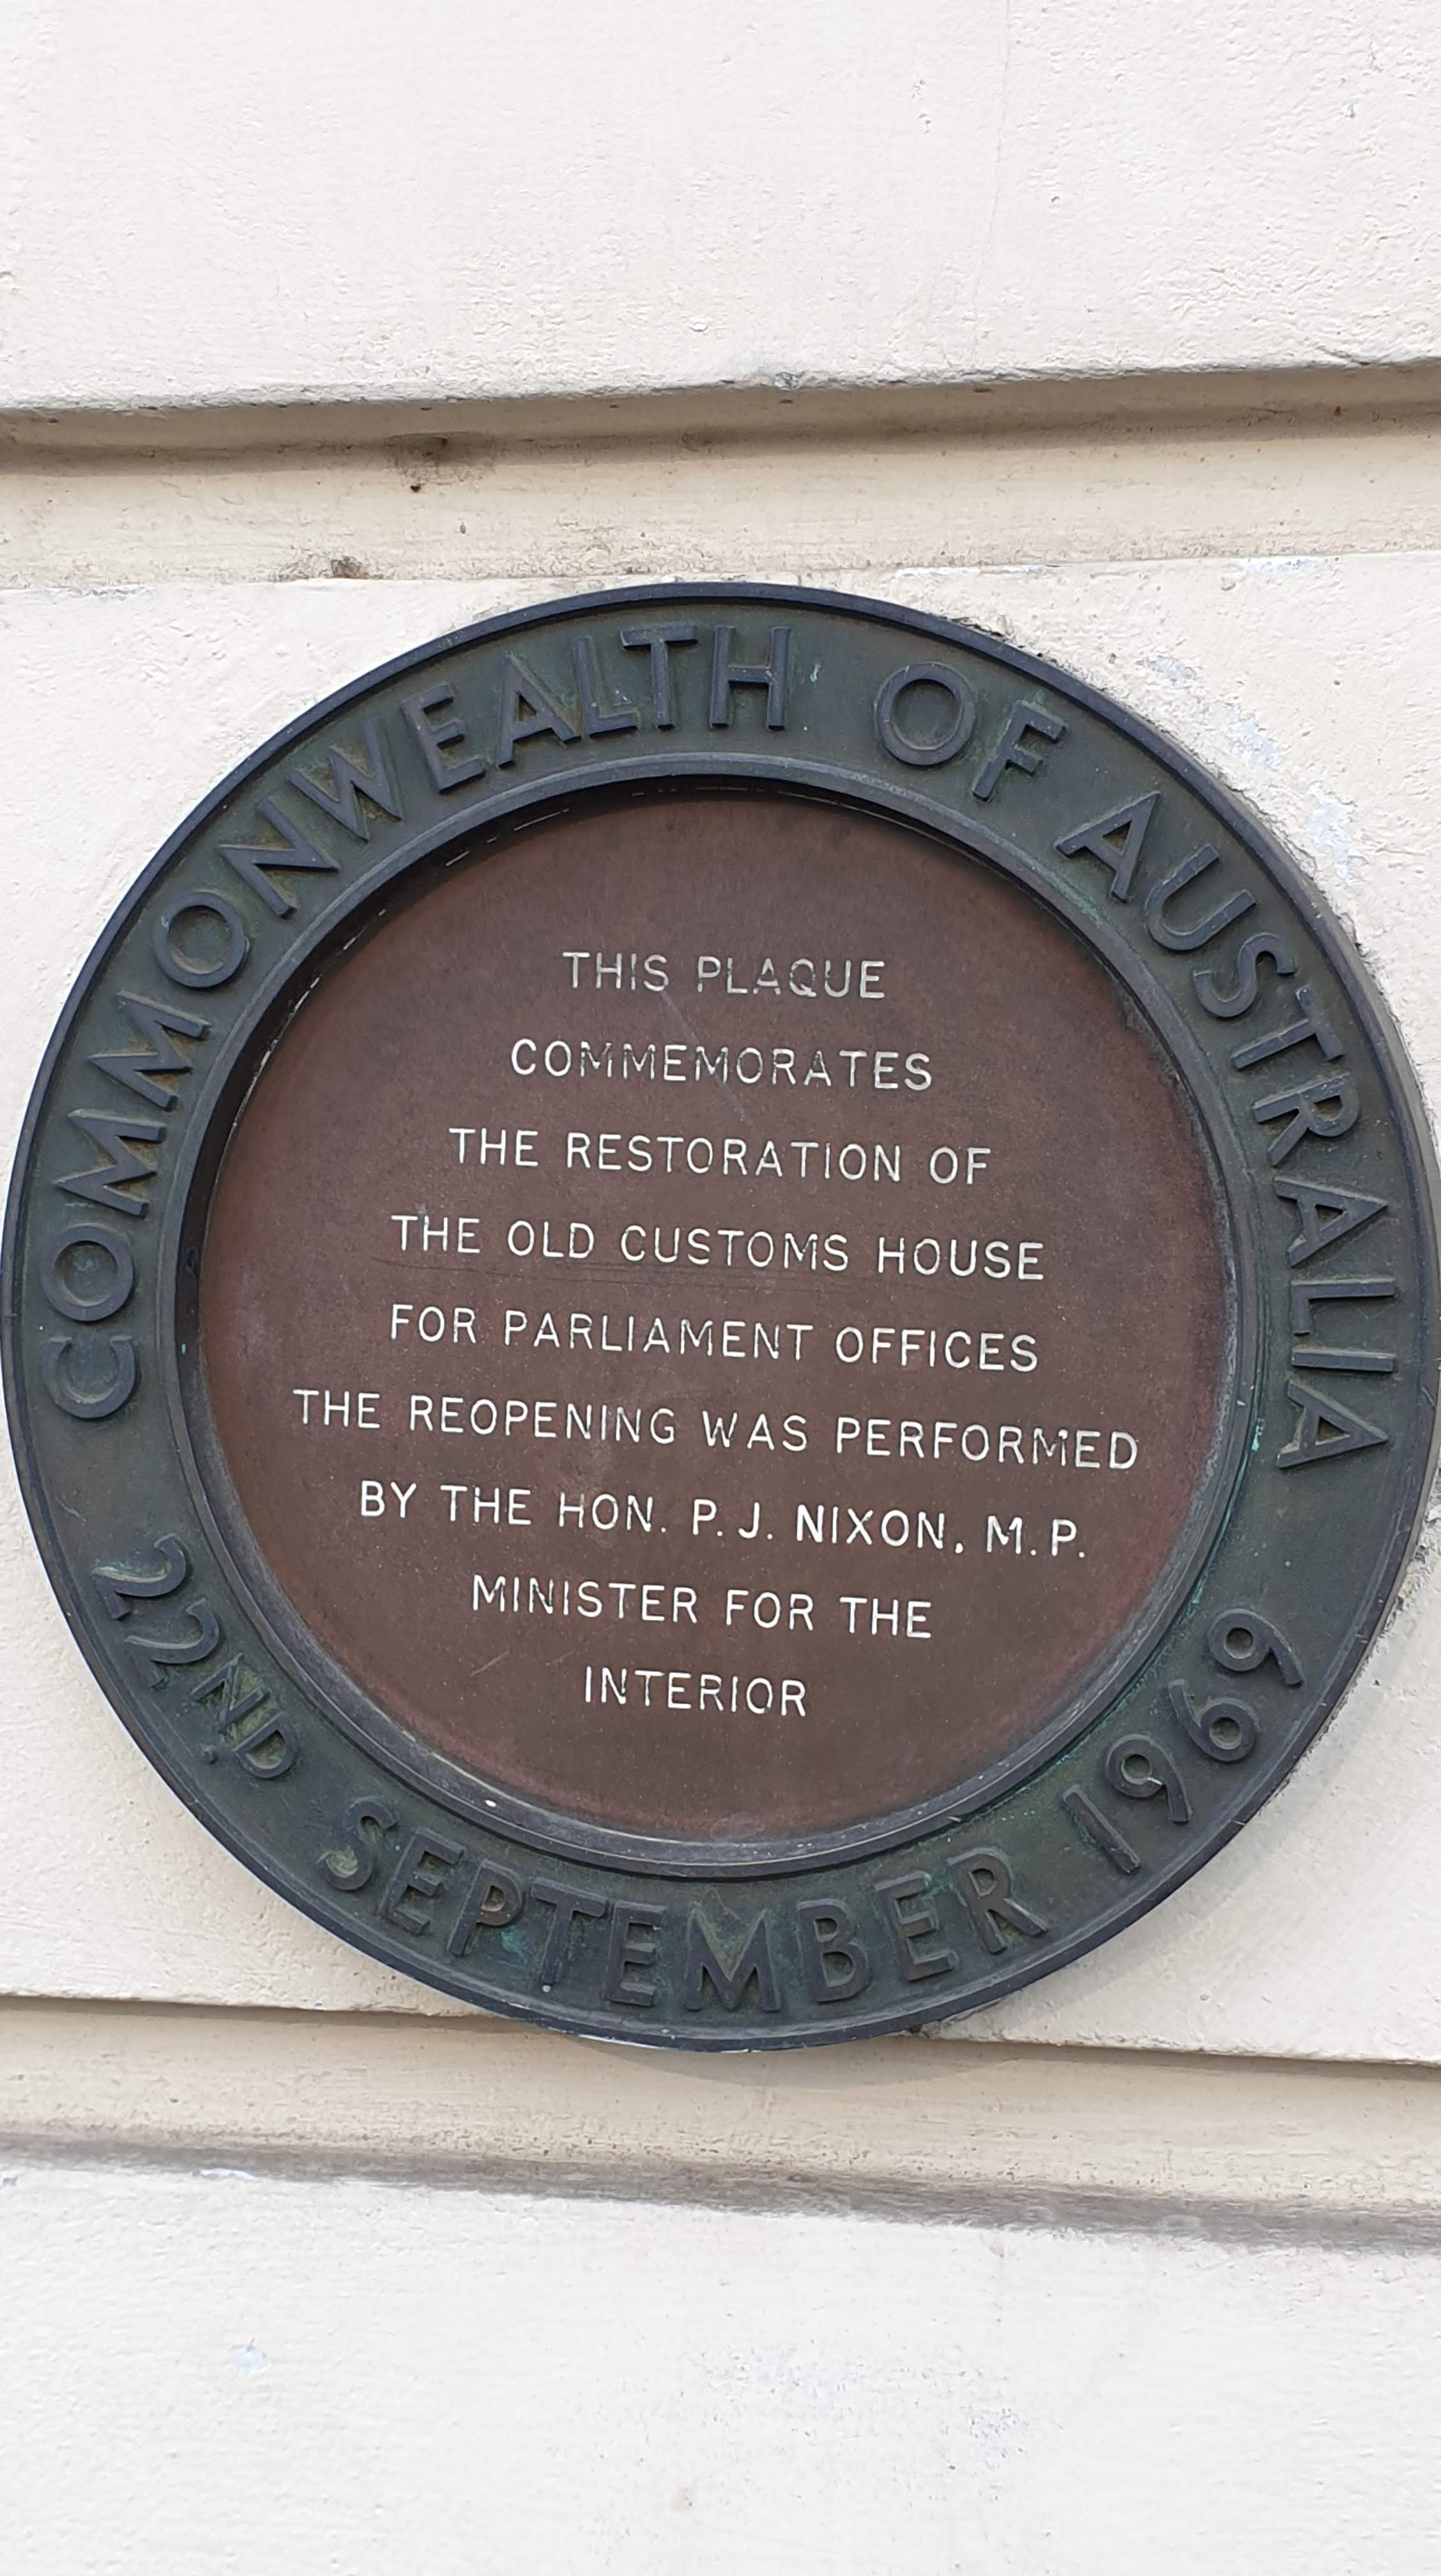 COMMONWEALTH OF AUSTRALIA
THIS PLAQUE
COMMEMORATES
THE RESTORATION OF
THE OLD CUSTOMS HOUSE
FOR PARLIAMENT OFFICES
THE REOPENING WAS PERFORMED
BY THE HON. P. J. NIXON, M. P.
MINISTER FOR THE
INTERIOR
22ND SEPTEMBER 1969